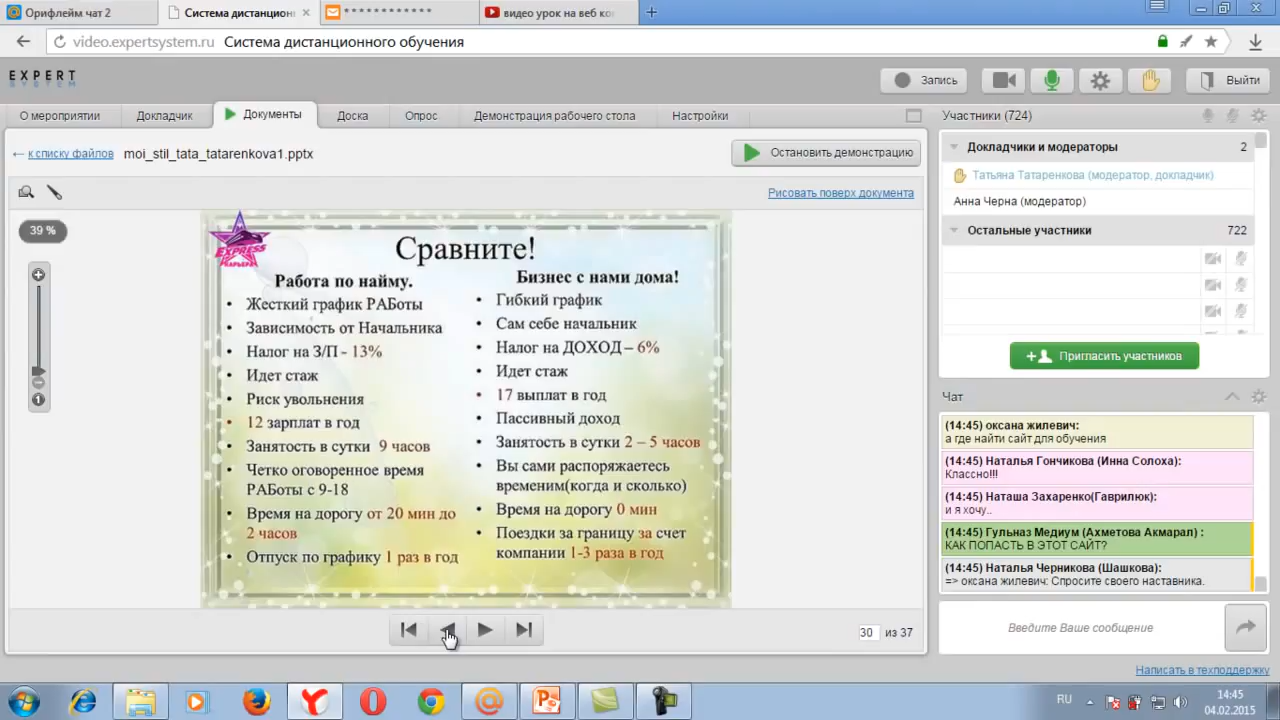 Орифлейм чат 2
Система дистанцион
* * * * * * * * * * * *
видео урок на веб ко
video.expertsystem.ru Система дистанционного обучения
EXPERT
SYSTEM
Запись
Выйти
О мероприятии
Докладчик
Документы
Доска
Опрос
Демонстрация рабочего стола
Настройки
Участники (724)
← к списку файлов moi_stil_tata_tatarenkova1.pptx
Остановить демонстрацию
Рисовать поверх документа
39 %
EXPRESS
КАРЬЕРА
Сравните!
Работа по найму.
• Жесткий график РАБоты
• Зависимость от Начальника
• Налог на З/П - 13%
• Идет стаж
• Риск увольнения
• 12 зарплат в год
• Занятость в сутки 9 часов
• Четко оговоренное время
РАБоты с 9-18
• Время на дорогу от 20 мин до
2 часов
• Отпуск по графику 1 раз в год
Бизнес с нами дома!
• Гибкий график
• Сам себе начальник
• Налог на ДОХОД – 6%
• Идет стаж
• 17 выплат в год
• Пассивный доход
• Занятость в сутки 2 – 5 часов
• Вы сами распоряжаетесь
временим(когда и сколько)
• Время на дорогу 0 мин
• Поездки за границу за счет
компании 1-3 раза в год
30 из 37
Докладчики и модераторы 2
Татьяна Татаренкова (модератор, докладчик)
Анна Черна (модератор)
Остальные участники 722
Пригласить участников
Чат
(14:45) оксана жилевич:
а где найти сайт для обучения
(14:45) Наталья Гончикова (Инна Солоха):
Классно!!!
(14:45) Наташа Захаренко(Гаврилюк):
и я хочу..
(14:45) Гульназ Медиум (Ахметова Акмарал) :
КАК ПОПАСТЬ В ЭТОТ САЙТ?
(14:45) Наталья Черникова (Шашкова):
=> оксана жилевич: Спросите своего наставника.
Введите Ваше сообщение
Написать в техподдержку
RU
14:45
04.02.2015